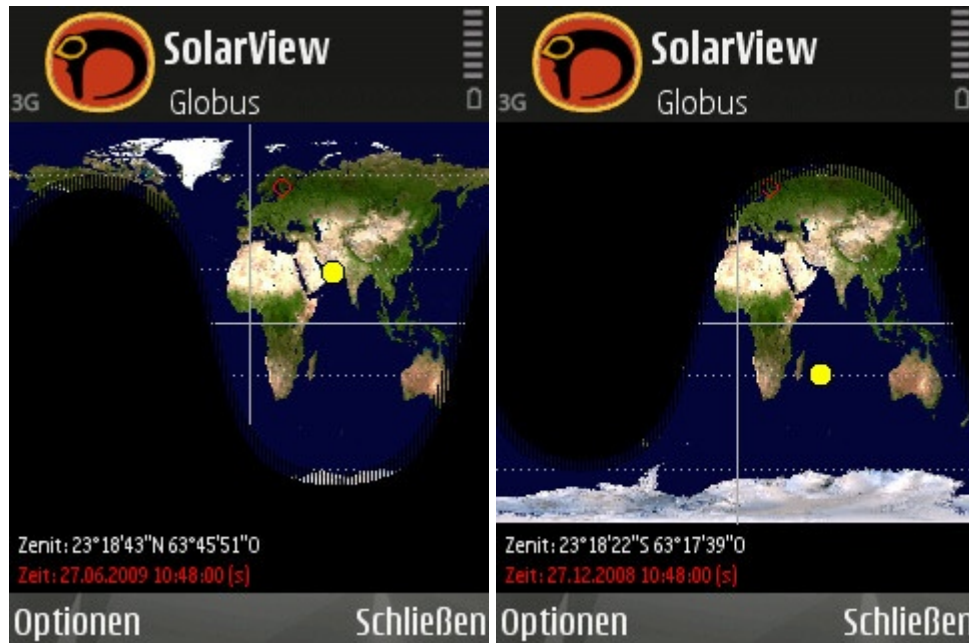 SolarView
3G
Globus
Zenit: 23°18'43"N 63°45'51"O
Zeit: 27.06.2009 10:48:00 (s)
Optionen
Schließen
SolarView
3G
Globus
Zenit: 23°18'22"S 63°17'39"O
Zeit: 27.12.2008 10:48:00 (s)
Optionen
Schließen